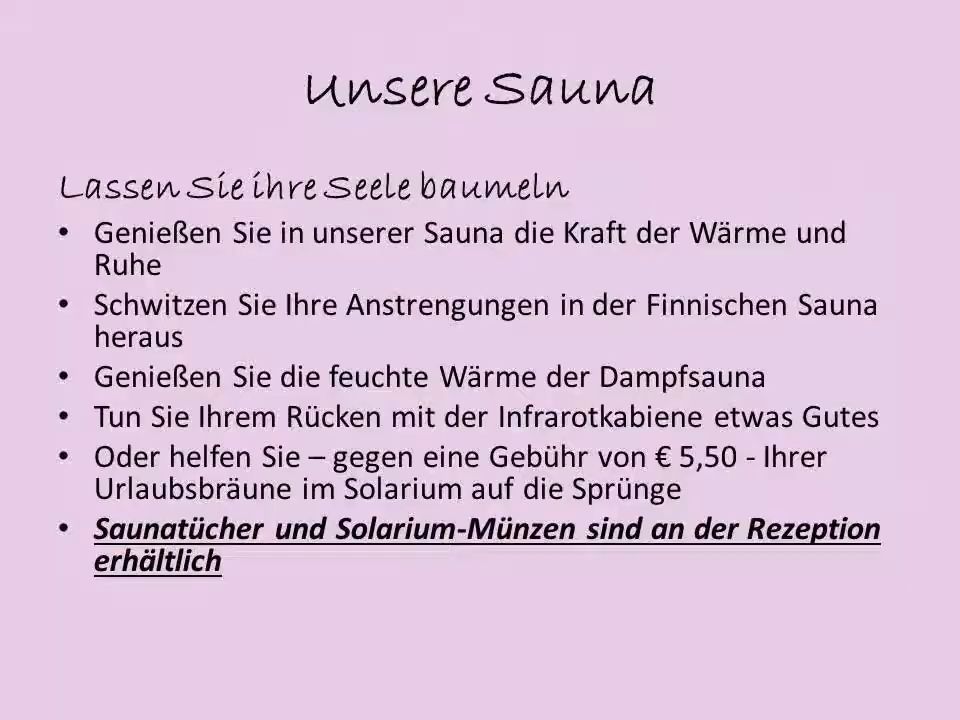 Unsere Sauna
Lassen Sie ihre Seele baumeln
• Genießen Sie in unserer Sauna die Kraft der Wärme und
Ruhe
• Schwitzen Sie Ihre Anstrengungen in der Finnischen Sauna
heraus
• Genießen Sie die feuchte Wärme der Dampfsauna
• Tun Sie Ihrem Rücken mit der Infrarotkabiene etwas Gutes
• Oder helfen Sie – gegen eine Gebühr von € 5,50 - Ihrer
Urlaubsbräune im Solarium auf die Sprünge
• Saunatücher und Solarium-Münzen sind an der Rezeption
erhältlich